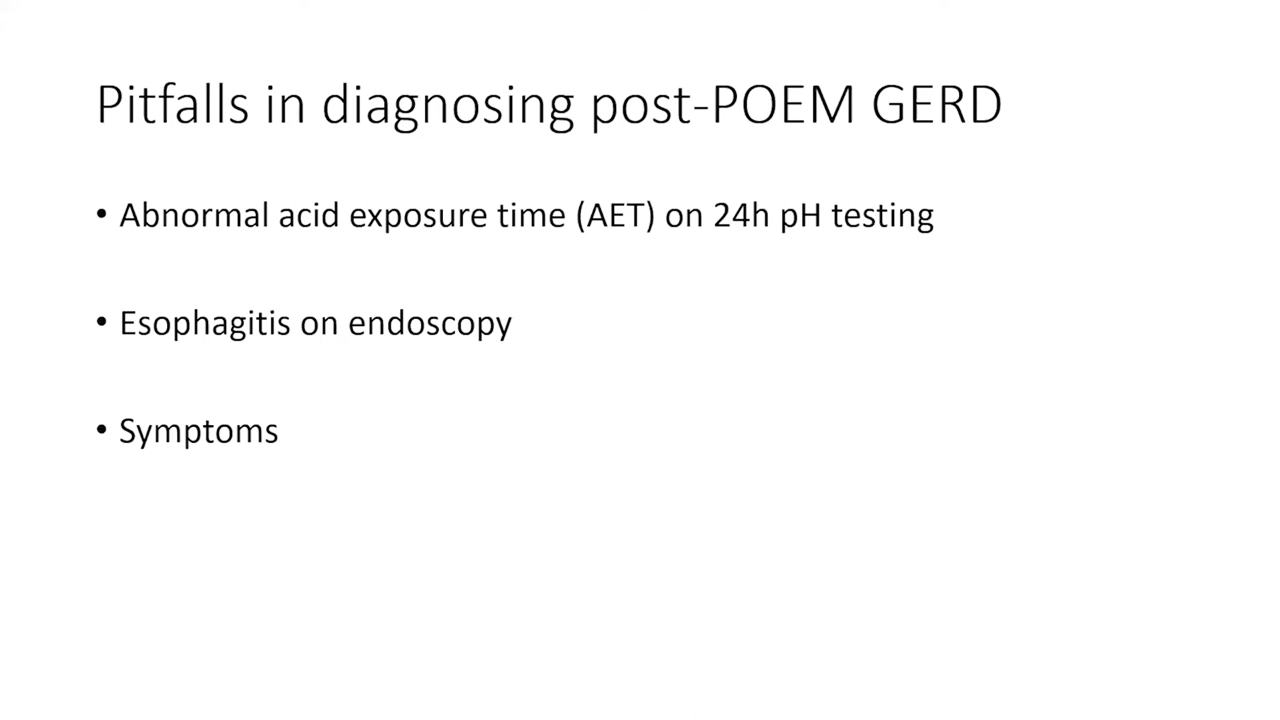 Pitfalls in diagnosing post-POEM GERD
• Abnormal acid exposure time (AET) on 24h pH testing
• Esophagitis on endoscopy
• Symptoms